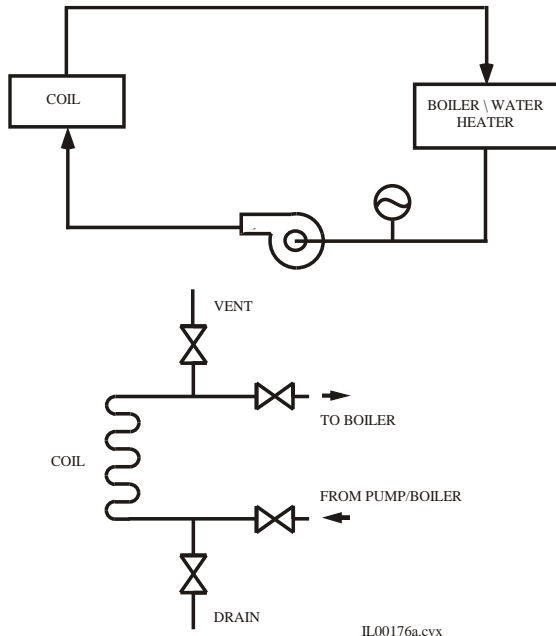 COIL
BOILER \ WATER
HEATER
VENT
TO BOILER
COIL
FROM PUMP/BOILER
DRAIN
IL00176a.cvx